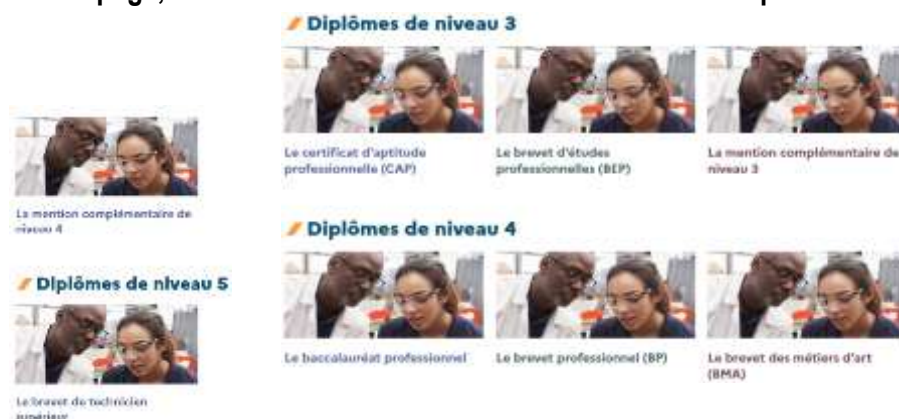 page,
Diplômes de niveau 3
Le certificat d'aptitude
professionnelle (CAP)
Le brevet d'études
professionnelles (BEP)
La mention complémentaire de
niveau 3
La mention complémentaire de
niveau 4
Diplômes de niveau 4
Le baccalauréat professionnel
Le brevet professionnel (BP)
Le brevet des métiers d'art
(BMA)
Diplômes de niveau 5
Le brevet de technicien
supérieur